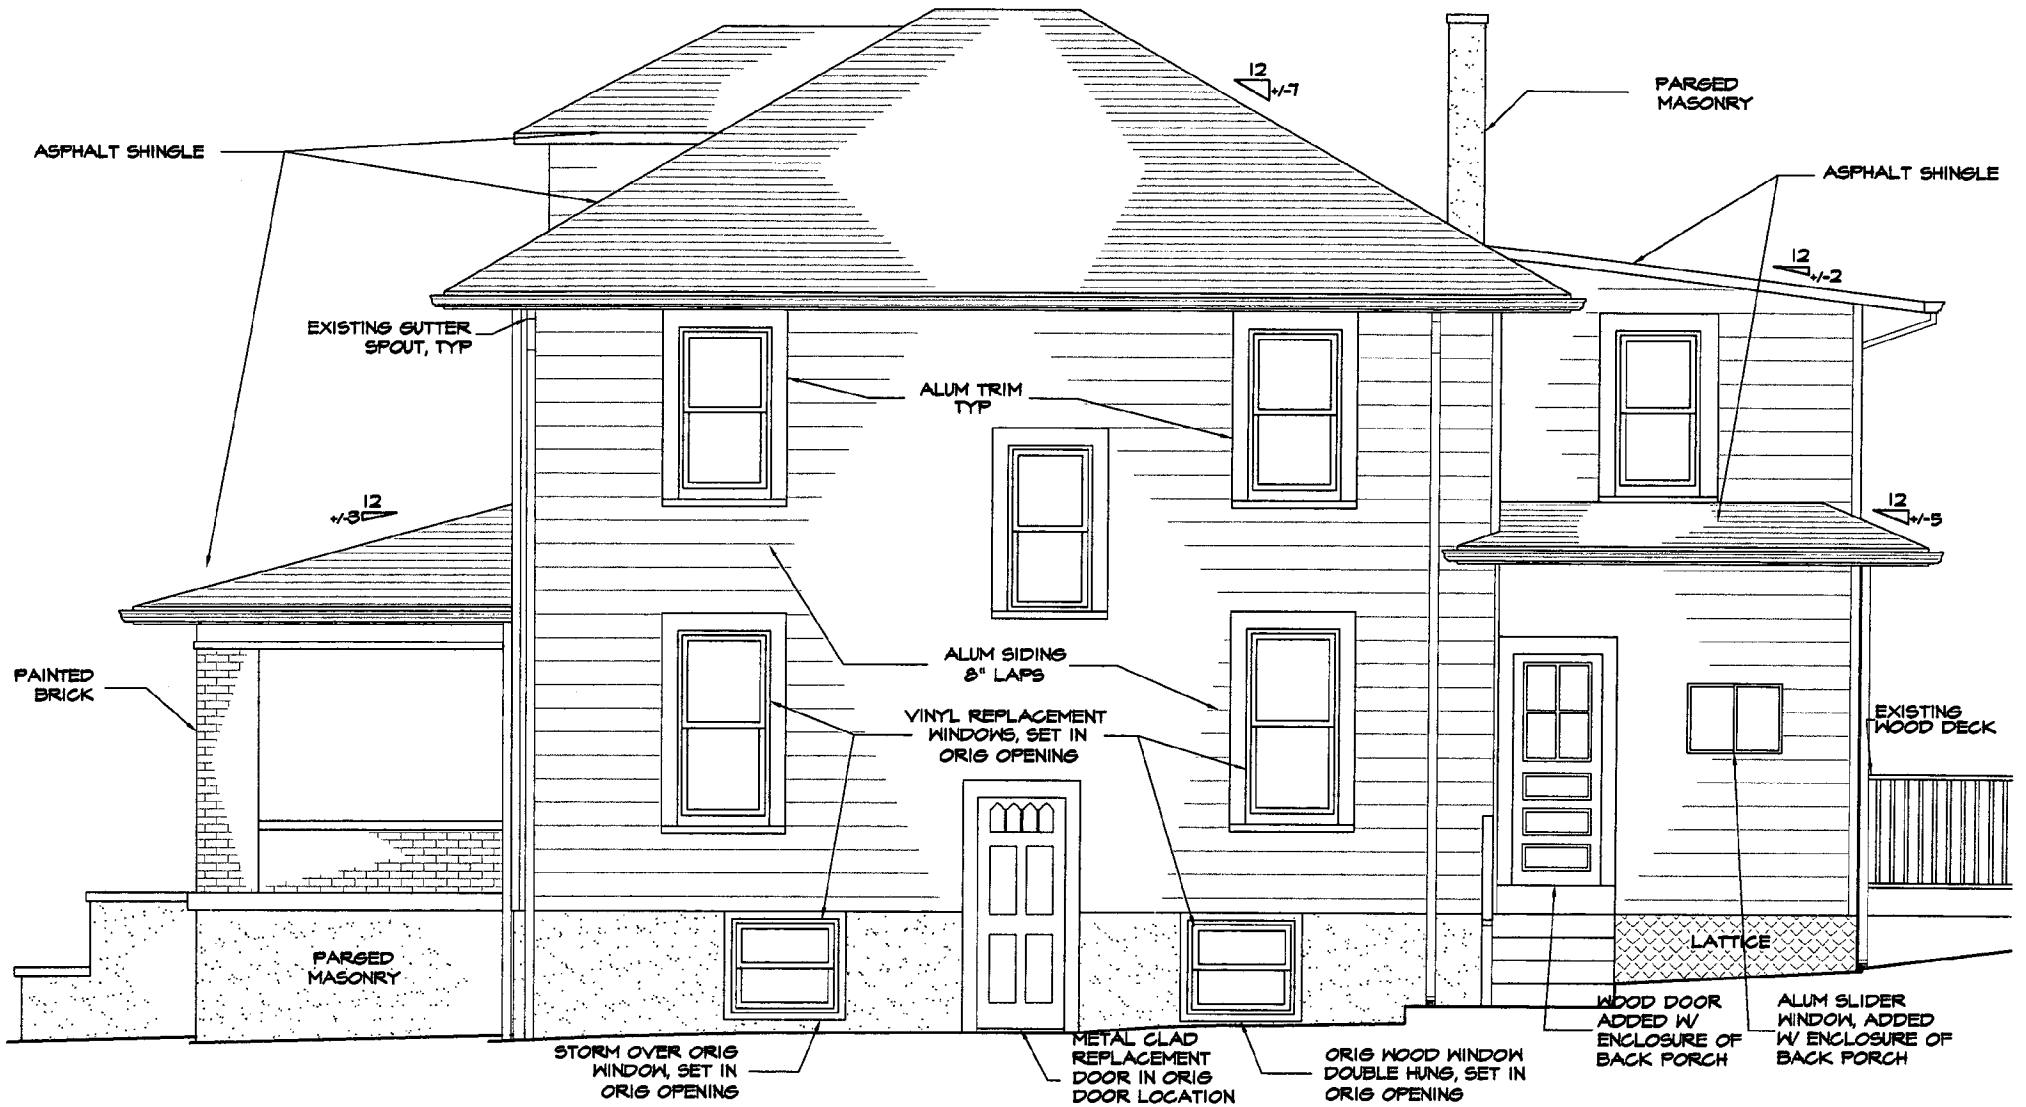 12
+/-7
PARGED
MASONRY
ASPHALT SHINGLE
ASPHALT SHINGLE
12
+/-2
EXISTING GUTTER
SPOUT, TYP
ALUM TRIM
TYP
12
+/-3
12
+/-5
PAINTED
BRICK
ALUM SIDING
8" LAPS
VINYL REPLACEMENT
WINDOWS, SET IN
ORIG OPENING
EXISTING
WOOD DECK
PARGED
MASONRY
LATTICE
STORM OVER ORIG
WINDOW, SET IN
ORIG OPENING
METAL CLAD
REPLACEMENT
DOOR IN ORIG
DOOR LOCATION
ORIG WOOD WINDOW
DOUBLE HUNG, SET IN
ORIG OPENING
WOOD DOOR
ADDED W/
ENCLOSURE OF
BACK PORCH
ALUM SLIDER
WINDOW, ADDED
W/ ENCLOSURE OF
BACK PORCH